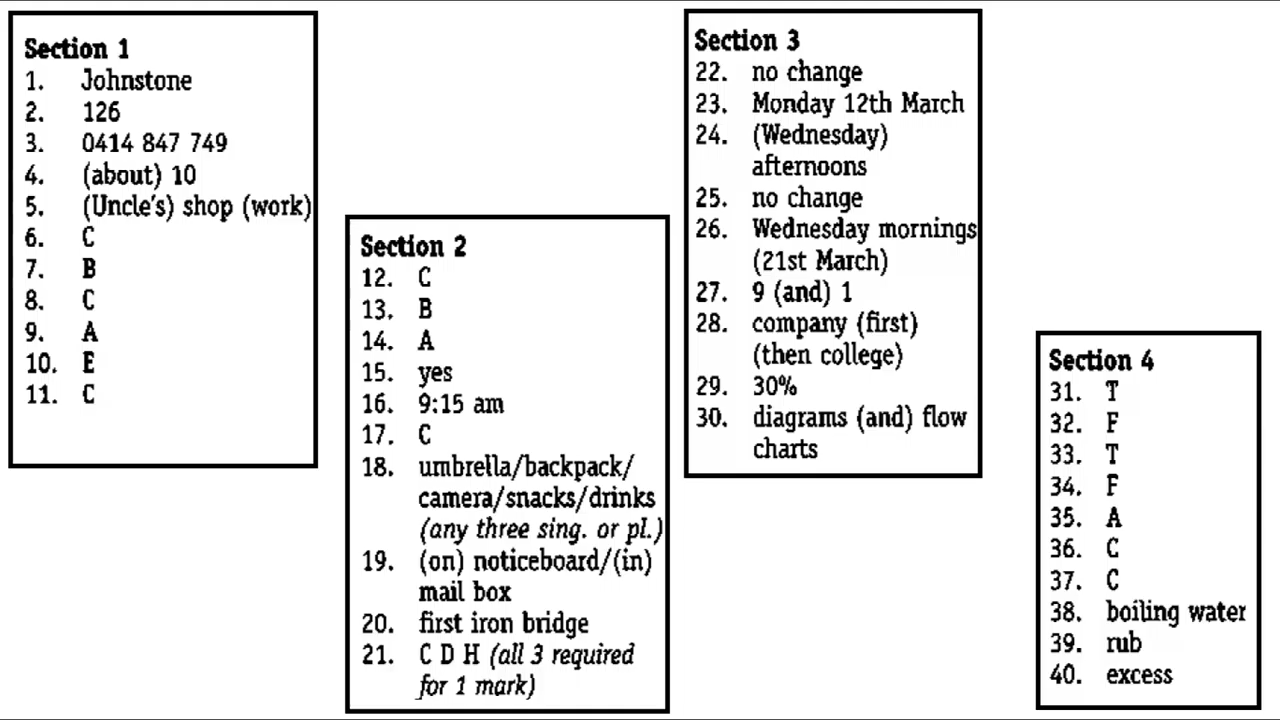 Section 1
1. Johnstone
2. 126
3. 0414 847 749
4. (about) 10
5. (Uncle's) shop (work)
6. C
7. B
8. C
9. A
10. E
11. C
Section 2
12. C
13. B
14. A
15. yes
16. 9:15 am
17. C
18. umbrella/backpack/
camera/snacks/drinks
(any three sing. or pl.)
19. (on) noticeboard/(in)
mail box
20. first iron bridge
21. C D H (all 3 required
for 1 mark)
Section 3
22. no change
23. Monday 12th March
24. (Wednesday)
afternoons
25. no change
26. Wednesday mornings
(21st March)
27. 9 (and) 1
28. company (first)
(then college)
29. 30%
30. diagrams (and) flow
charts
Section 4
31. T
32. F
33. T
34. F
35. A
36. C
37. C
38. boiling water
39. rub
40. excess